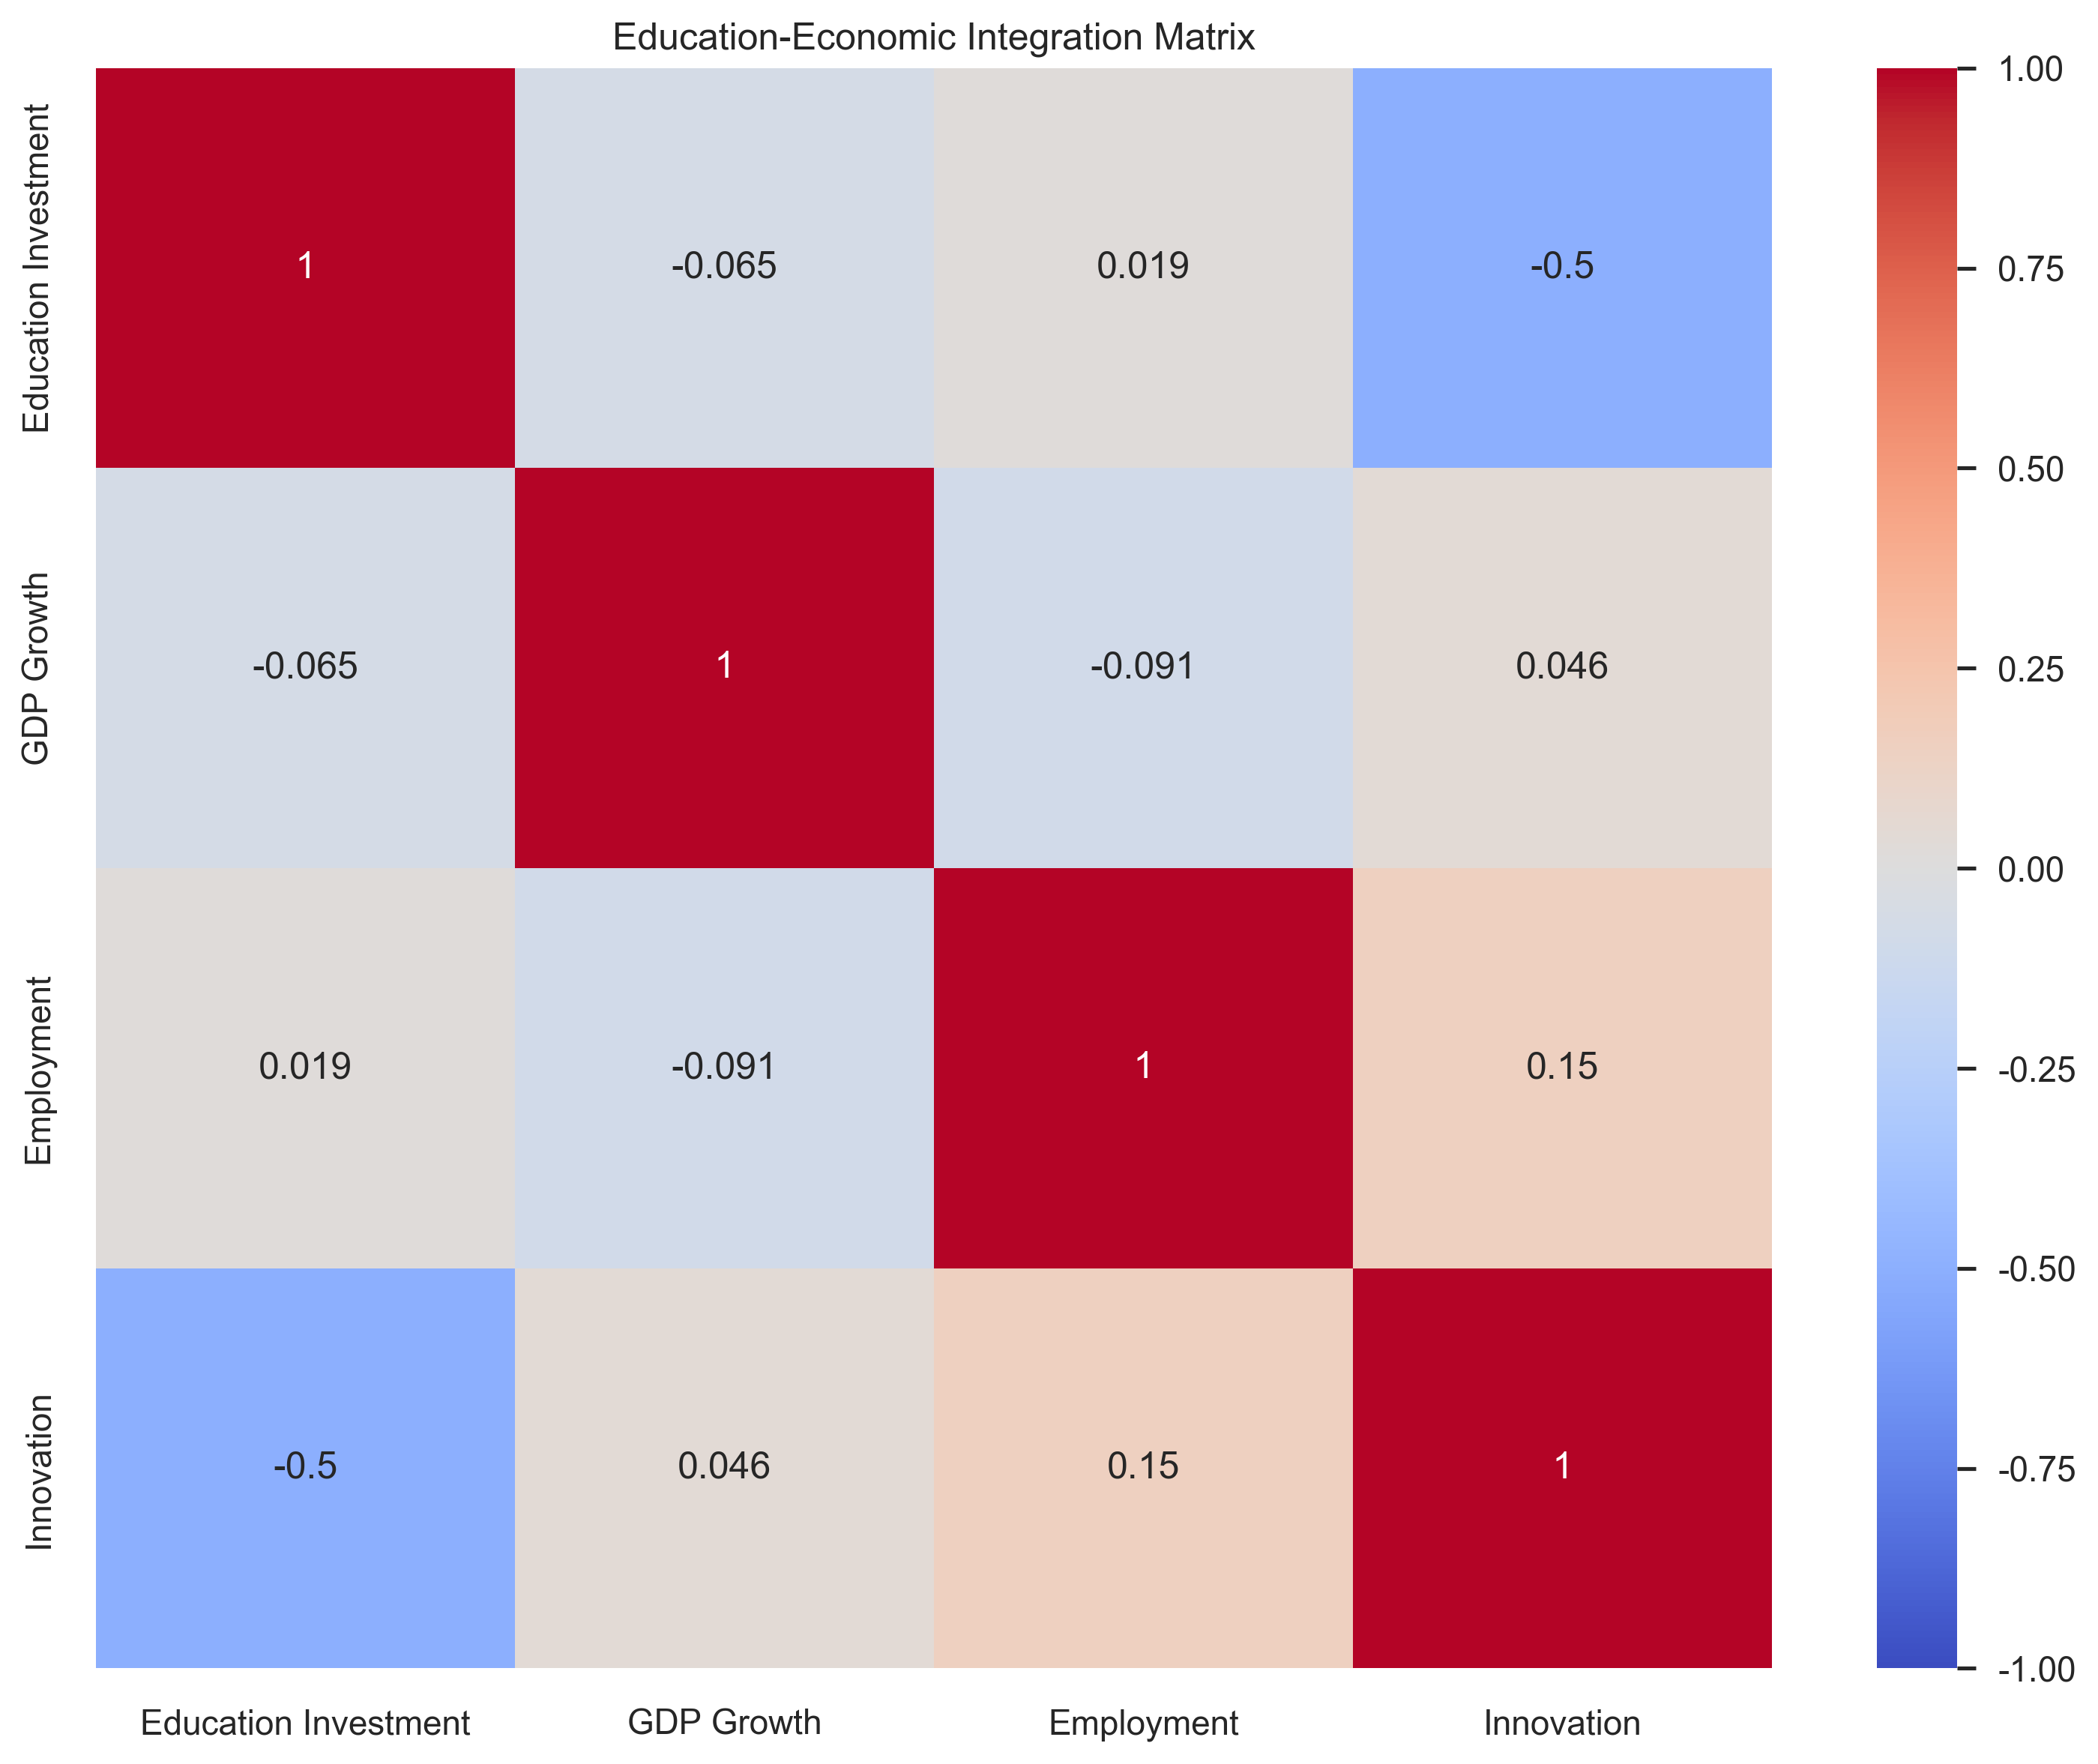 Education-Economic Integration Matrix
Education Investment
1
-0.065
0.019
-0.5
GDP Growth
-0.065
1
-0.091
0.046
Employment
0.019
-0.091
1
0.15
Innovation
-0.5
0.046
0.15
1
Education Investment
GDP Growth
Employment
Innovation
1.00
0.75
0.50
0.25
0.00
-0.25
-0.50
-0.75
-1.00